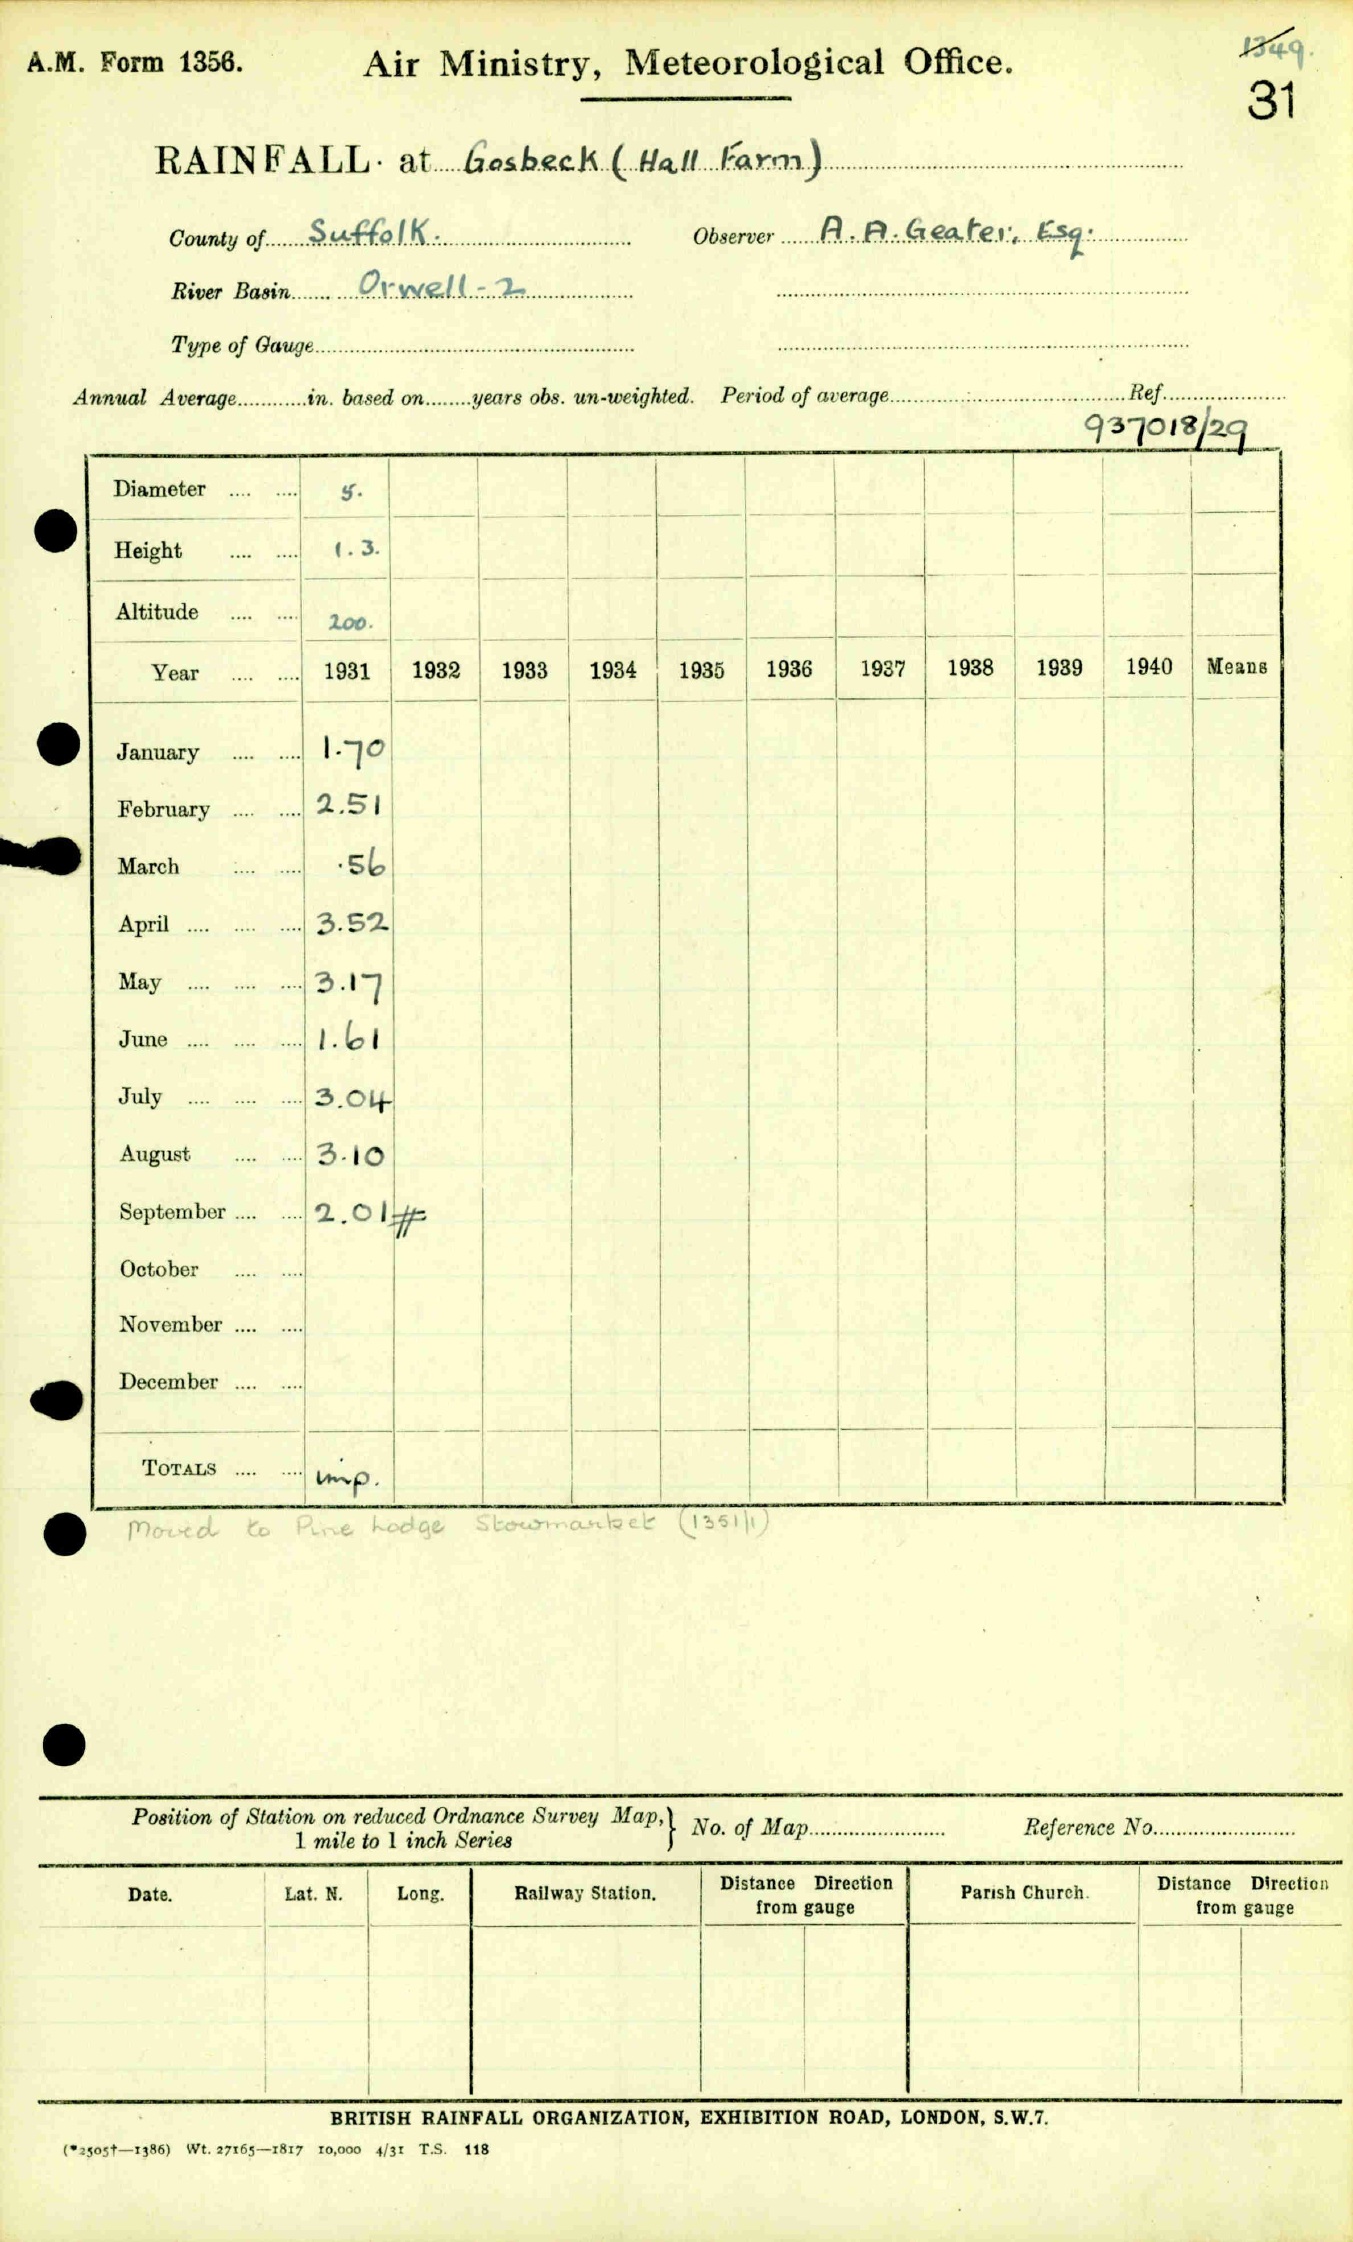 1349.
A.M. Form 1356. Air Ministry, Meteorological Office.
31
RAINFALL at Gosbeck (Hall Farm)
County of Suffolk. Observer A. A. Geater, Esq.
River Basin Orwell - 2
Type of Gauge
Annual Average in. based on years obs. un-weighted. Period of average Ref.
937018/29
Diameter .... .... 5.
Height .... .... 1.3.
Altitude .... .... 200.
Year .... .... 1931 1932 1933 1934 1935 1936 1937 1938 1939 1940 Means
January .... .... 1.70
February .... .... 2.51
March .... .... .56
April .... .... .... 3.52
May .... .... .... 3.17
June .... .... .... 1.61
July .... .... .... 3.04
August .... .... 3.10
September .... .... 2.01 #
October .... ....
November .... ....
December .... ....
TOTALS .... .... imp.
Moved to Pine Lodge Stowmarket (1351/1)
Position of Station on reduced Ordnance Survey Map, } No. of Map Reference No.
1 mile to 1 inch Series
Date. Lat. N. Long. Railway Station. Distance Direction from gauge Parish Church. Distance Direction from gauge
BRITISH RAINFALL ORGANIZATION, EXHIBITION ROAD, LONDON, S.W.7.
(*2505†—1386) Wt. 27165—1817 10,000 4/31 T.S. 118